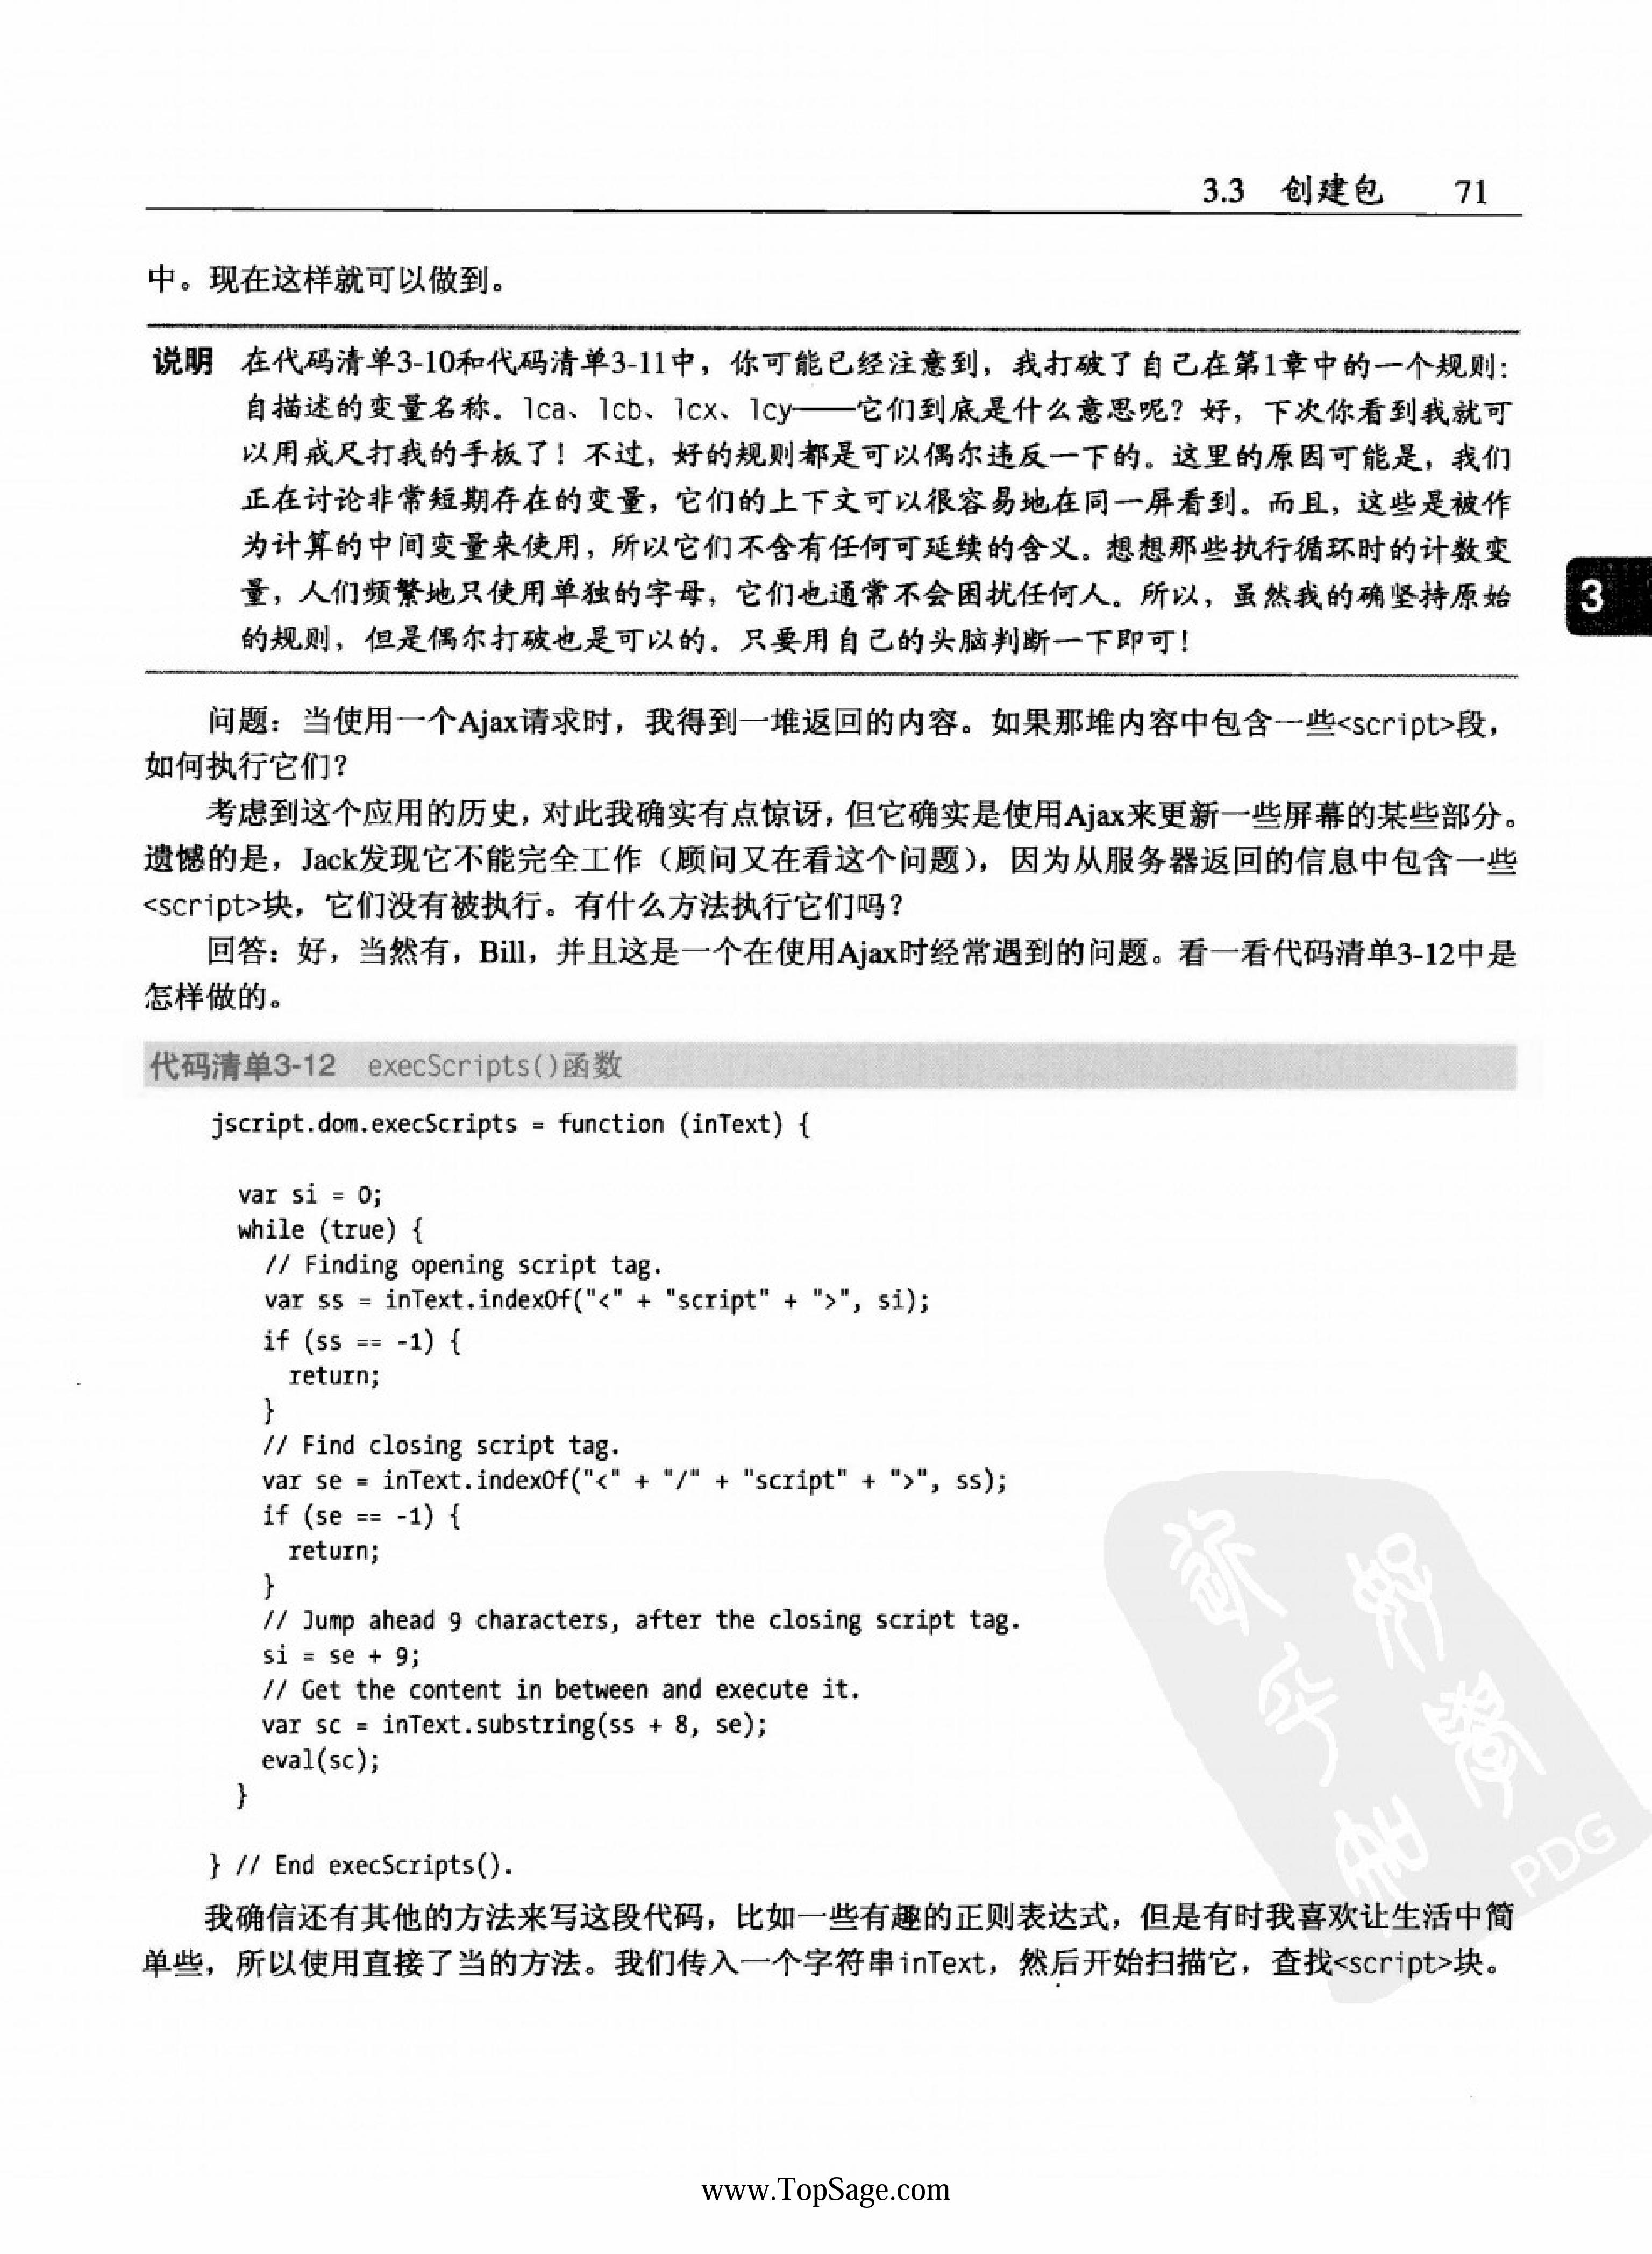 3.3 创建包 71
中。现在这样就可以做到。
说明 在代码清单3-10和代码清单3-11中，你可能已经注意到，我打破了自己在第1章中的一个规则：
自描述的变量名称。lca、lcb、lcx、lcy——它们到底是什么意思呢？好，下次你看到我就可
以用戒尺打我的手板了！不过，好的规则都是可以偶尔违反一下的。这里的原因可能是，我们
正在讨论非常短期存在的变量，它们的上下文可以很容易地在同一屏看到。而且，这些是被作
为计算的中间变量来使用，所以它们不含有任何可延续的含义。想想那些执行循环时的计数变
量，人们频繁地只使用单独的字母，它们也通常不会困扰任何人。所以，虽然我的确坚持原始
的规则，但是偶尔打破也是可以的。只要用自己的头脑判断一下即可！
3
问题：当使用一个Ajax请求时，我得到一堆返回的内容。如果那堆内容中包含一些<script>段，
如何执行它们？
考虑到这个应用的历史，对此我确实有点惊讶，但它确实是使用Ajax来更新一些屏幕的某些部分。
遗憾的是，Jack发现它不能完全工作（顾问又在看这个问题），因为从服务器返回的信息中包含一些
<script>块，它们没有被执行。有什么方法执行它们吗？
回答：好，当然有，Bill，并且这是一个在使用Ajax时经常遇到的问题。看一看代码清单3-12中是
怎样做的。
代码清单3-12 execScripts()函数
jscript.dom.execScripts = function (inText) {
var si = 0;
while (true) {
// Finding opening script tag.
var ss = inText.indexOf("<" + "script" + ">", si);
if (ss == -1) {
return;
}
// Find closing script tag.
var se = inText.indexOf("<" + "/" + "script" + ">", ss);
if (se == -1) {
return;
}
// Jump ahead 9 characters, after the closing script tag.
si = se + 9;
// Get the content in between and execute it.
var sc = inText.substring(ss + 8, se);
eval(sc);
}
} // End execScripts().
我确信还有其他的方法来写这段代码，比如一些有趣的正则表达式，但是有时我喜欢让生活中简
单些，所以使用直接了当的方法。我们传入一个字符串inText，然后开始扫描它，查找<script>块。
PDG
www.TopSage.com